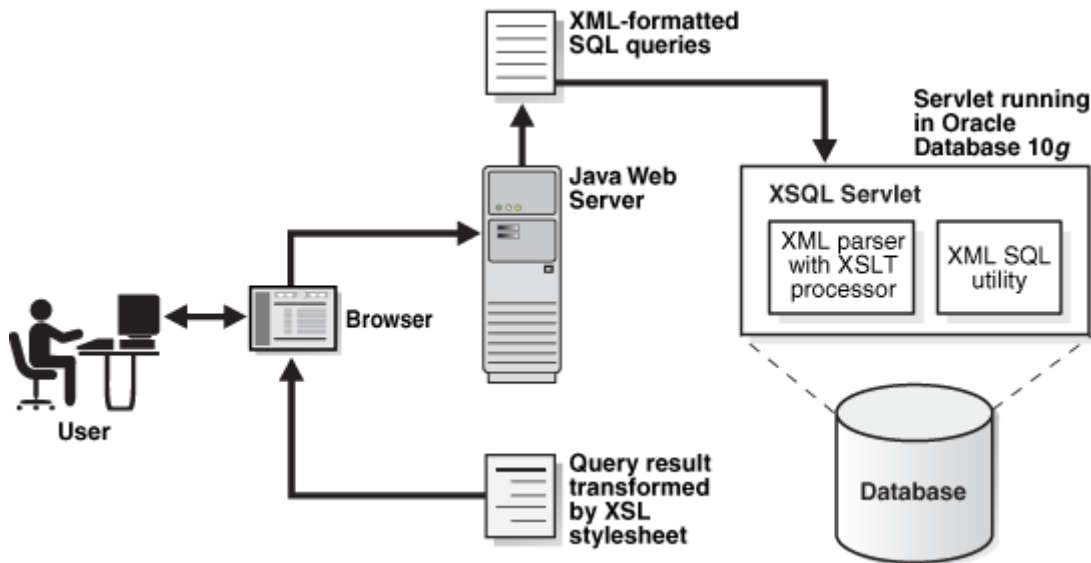 XML-formatted
SQL queries
Servlet running
in Oracle
Database 10g
Java Web
Server
XSQL Servlet
XML parser
with XSLT
processor
XML SQL
utility
Browser
User
Query result
transformed
by XSL
stylesheet
Database